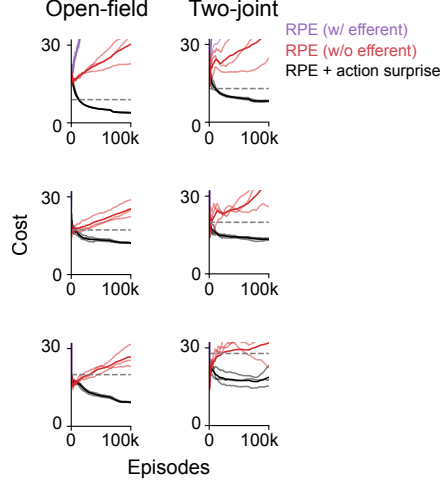 Open-field
Two-joint
RPE (w/ efferent)
RPE (w/o efferent)
RPE + action surprise
30
0
0
100k
30
0
0
100k
Cost
30
0
0
100k
30
0
0
100k
30
0
0
100k
30
0
0
100k
Episodes